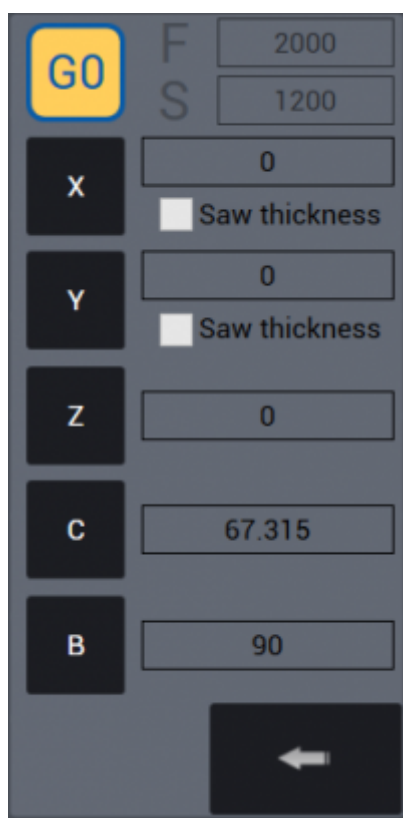 G0 F 2000
S 1200
X 0
Saw thickness
Y 0
Saw thickness
Z 0
C 67.315
B 90